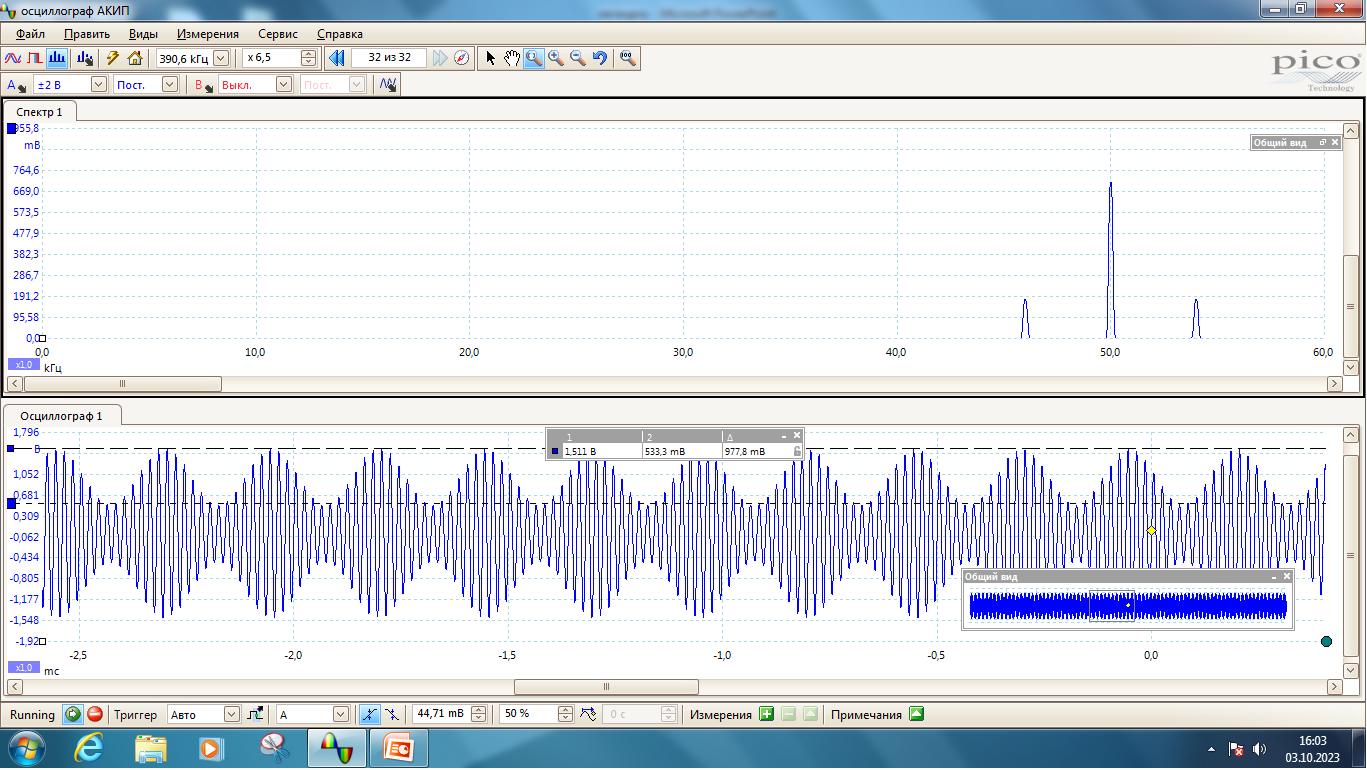 осциллограф АКИП
Файл Править Виды Измерения Сервис Справка
390,6 кГц x 6,5 32 из 32
A ±2 В Пост. B Выкл. Пост.
pico
Technology
Спектр 1
955,8
mВ
764,6
669,0
573,5
477,9
382,3
286,7
191,2
95,58
0,0
Общий вид
0,0 10,0 20,0 30,0 40,0 50,0 60,0
x1,0 кГц
Осциллограф 1
1,796
В
1,052
0,681
0,309
-0,062
-0,434
-0,805
-1,177
-1,548
-1,92
1 2 Δ
1,511 В 533,3 mВ 977,8 mВ
Общий вид
-2,5 -2,0 -1,5 -1,0 -0,5 0,0
x1,0 mc
Running Триггер Авто A 44,71 mВ 50 % 0 с Измерения Примечания
16:03
03.10.2023